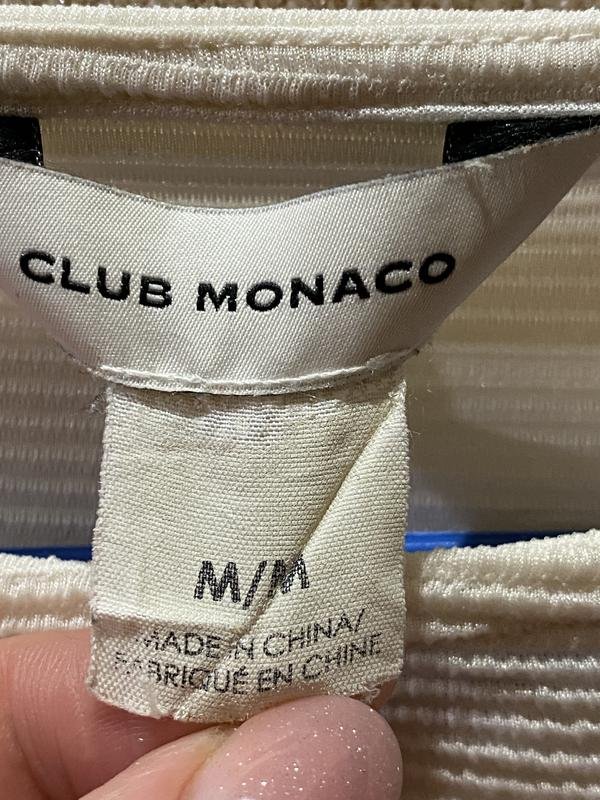 CLUB MONACO
M/M
MADE IN CHINA/
FABRIQUÉ EN CHINE